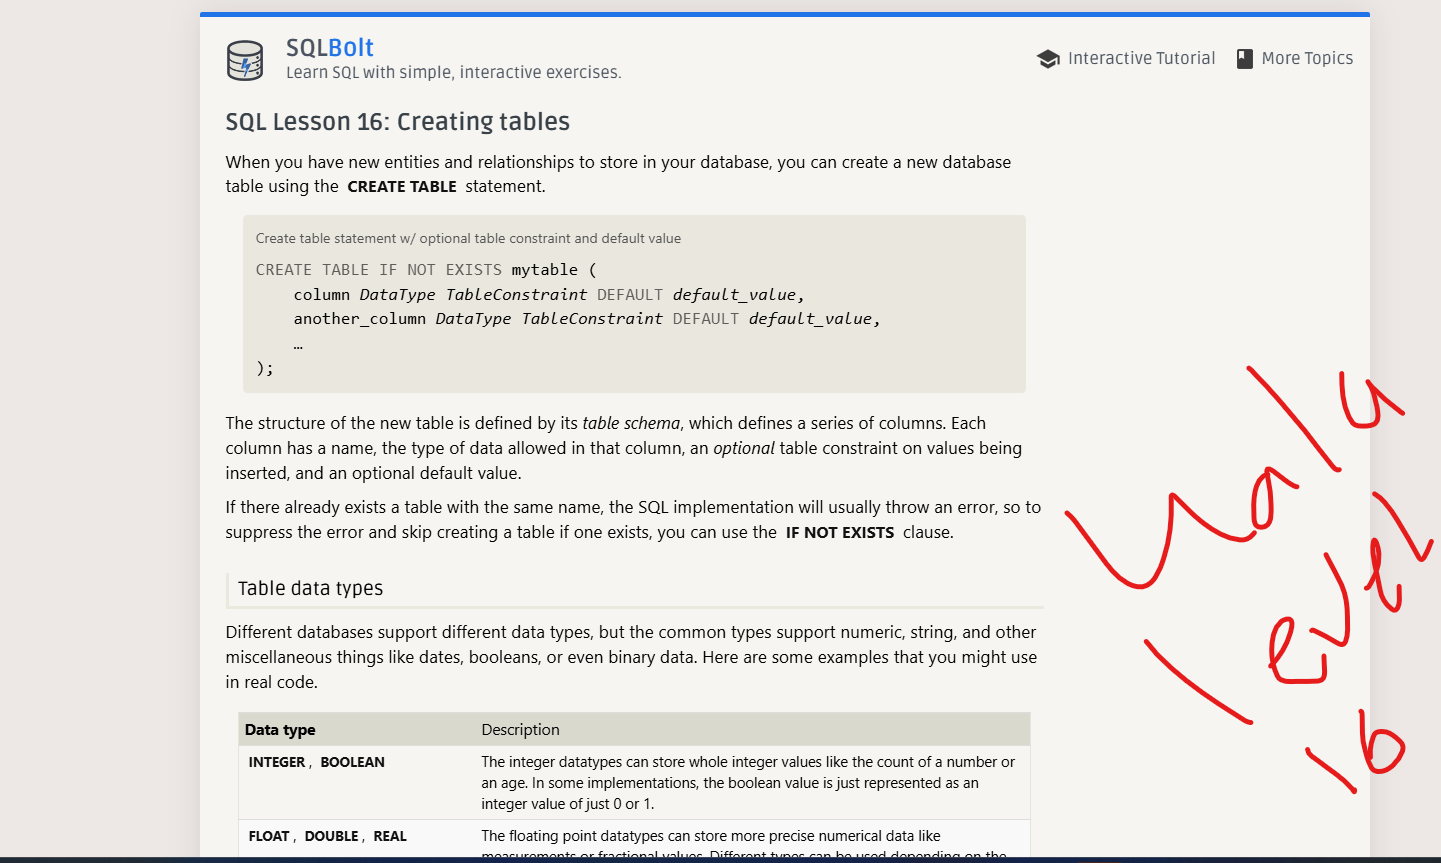 SQLBolt
Learn SQL with simple, interactive exercises.
Interactive Tutorial
More Topics
SQL Lesson 16: Creating tables
When you have new entities and relationships to store in your database, you can create a new database
table using the CREATE TABLE statement.
Create table statement w/ optional table constraint and default value
CREATE TABLE IF NOT EXISTS mytable (
    column DataType TableConstraint DEFAULT default_value,
    another_column DataType TableConstraint DEFAULT default_value,
    …
);
The structure of the new table is defined by its table schema, which defines a series of columns. Each
column has a name, the type of data allowed in that column, an optional table constraint on values being
inserted, and an optional default value.
If there already exists a table with the same name, the SQL implementation will usually throw an error, so to
suppress the error and skip creating a table if one exists, you can use the IF NOT EXISTS clause.
Table data types
Different databases support different data types, but the common types support numeric, string, and other
miscellaneous things like dates, booleans, or even binary data. Here are some examples that you might use
in real code.
Data type Description
INTEGER, BOOLEAN The integer datatypes can store whole integer values like the count of a number or
an age. In some implementations, the boolean value is just represented as an
integer value of just 0 or 1.
FLOAT, DOUBLE, REAL The floating point datatypes can store more precise numerical data like
measurements or fractional values. Different types can be used depending on the
16